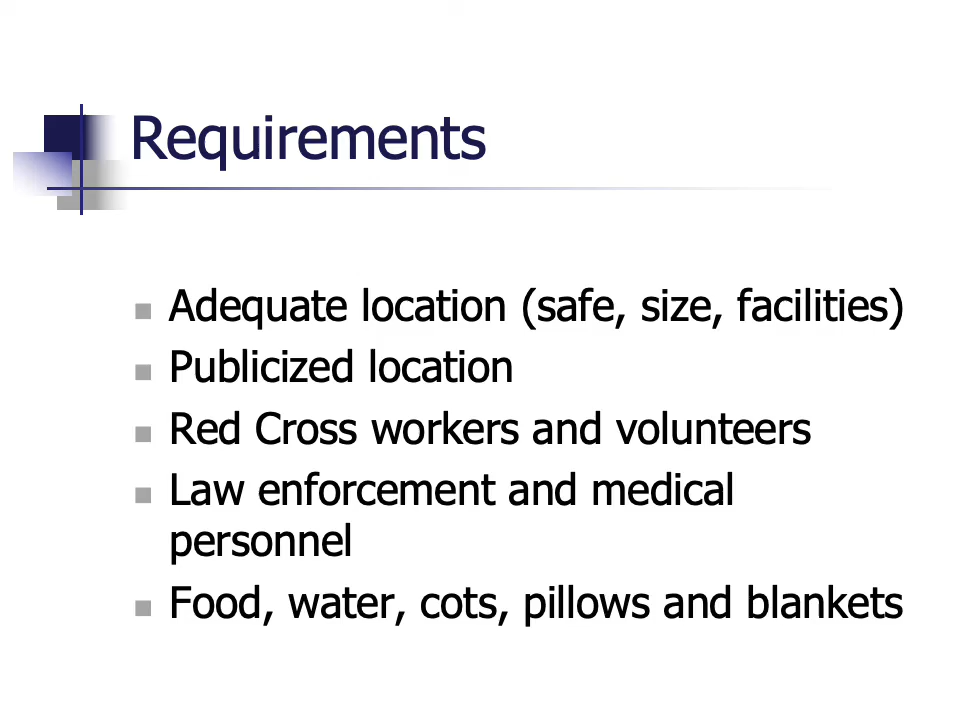 Requirements
Adequate location (safe, size, facilities)
Publicized location
Red Cross workers and volunteers
Law enforcement and medical
personnel
Food, water, cots, pillows and blankets